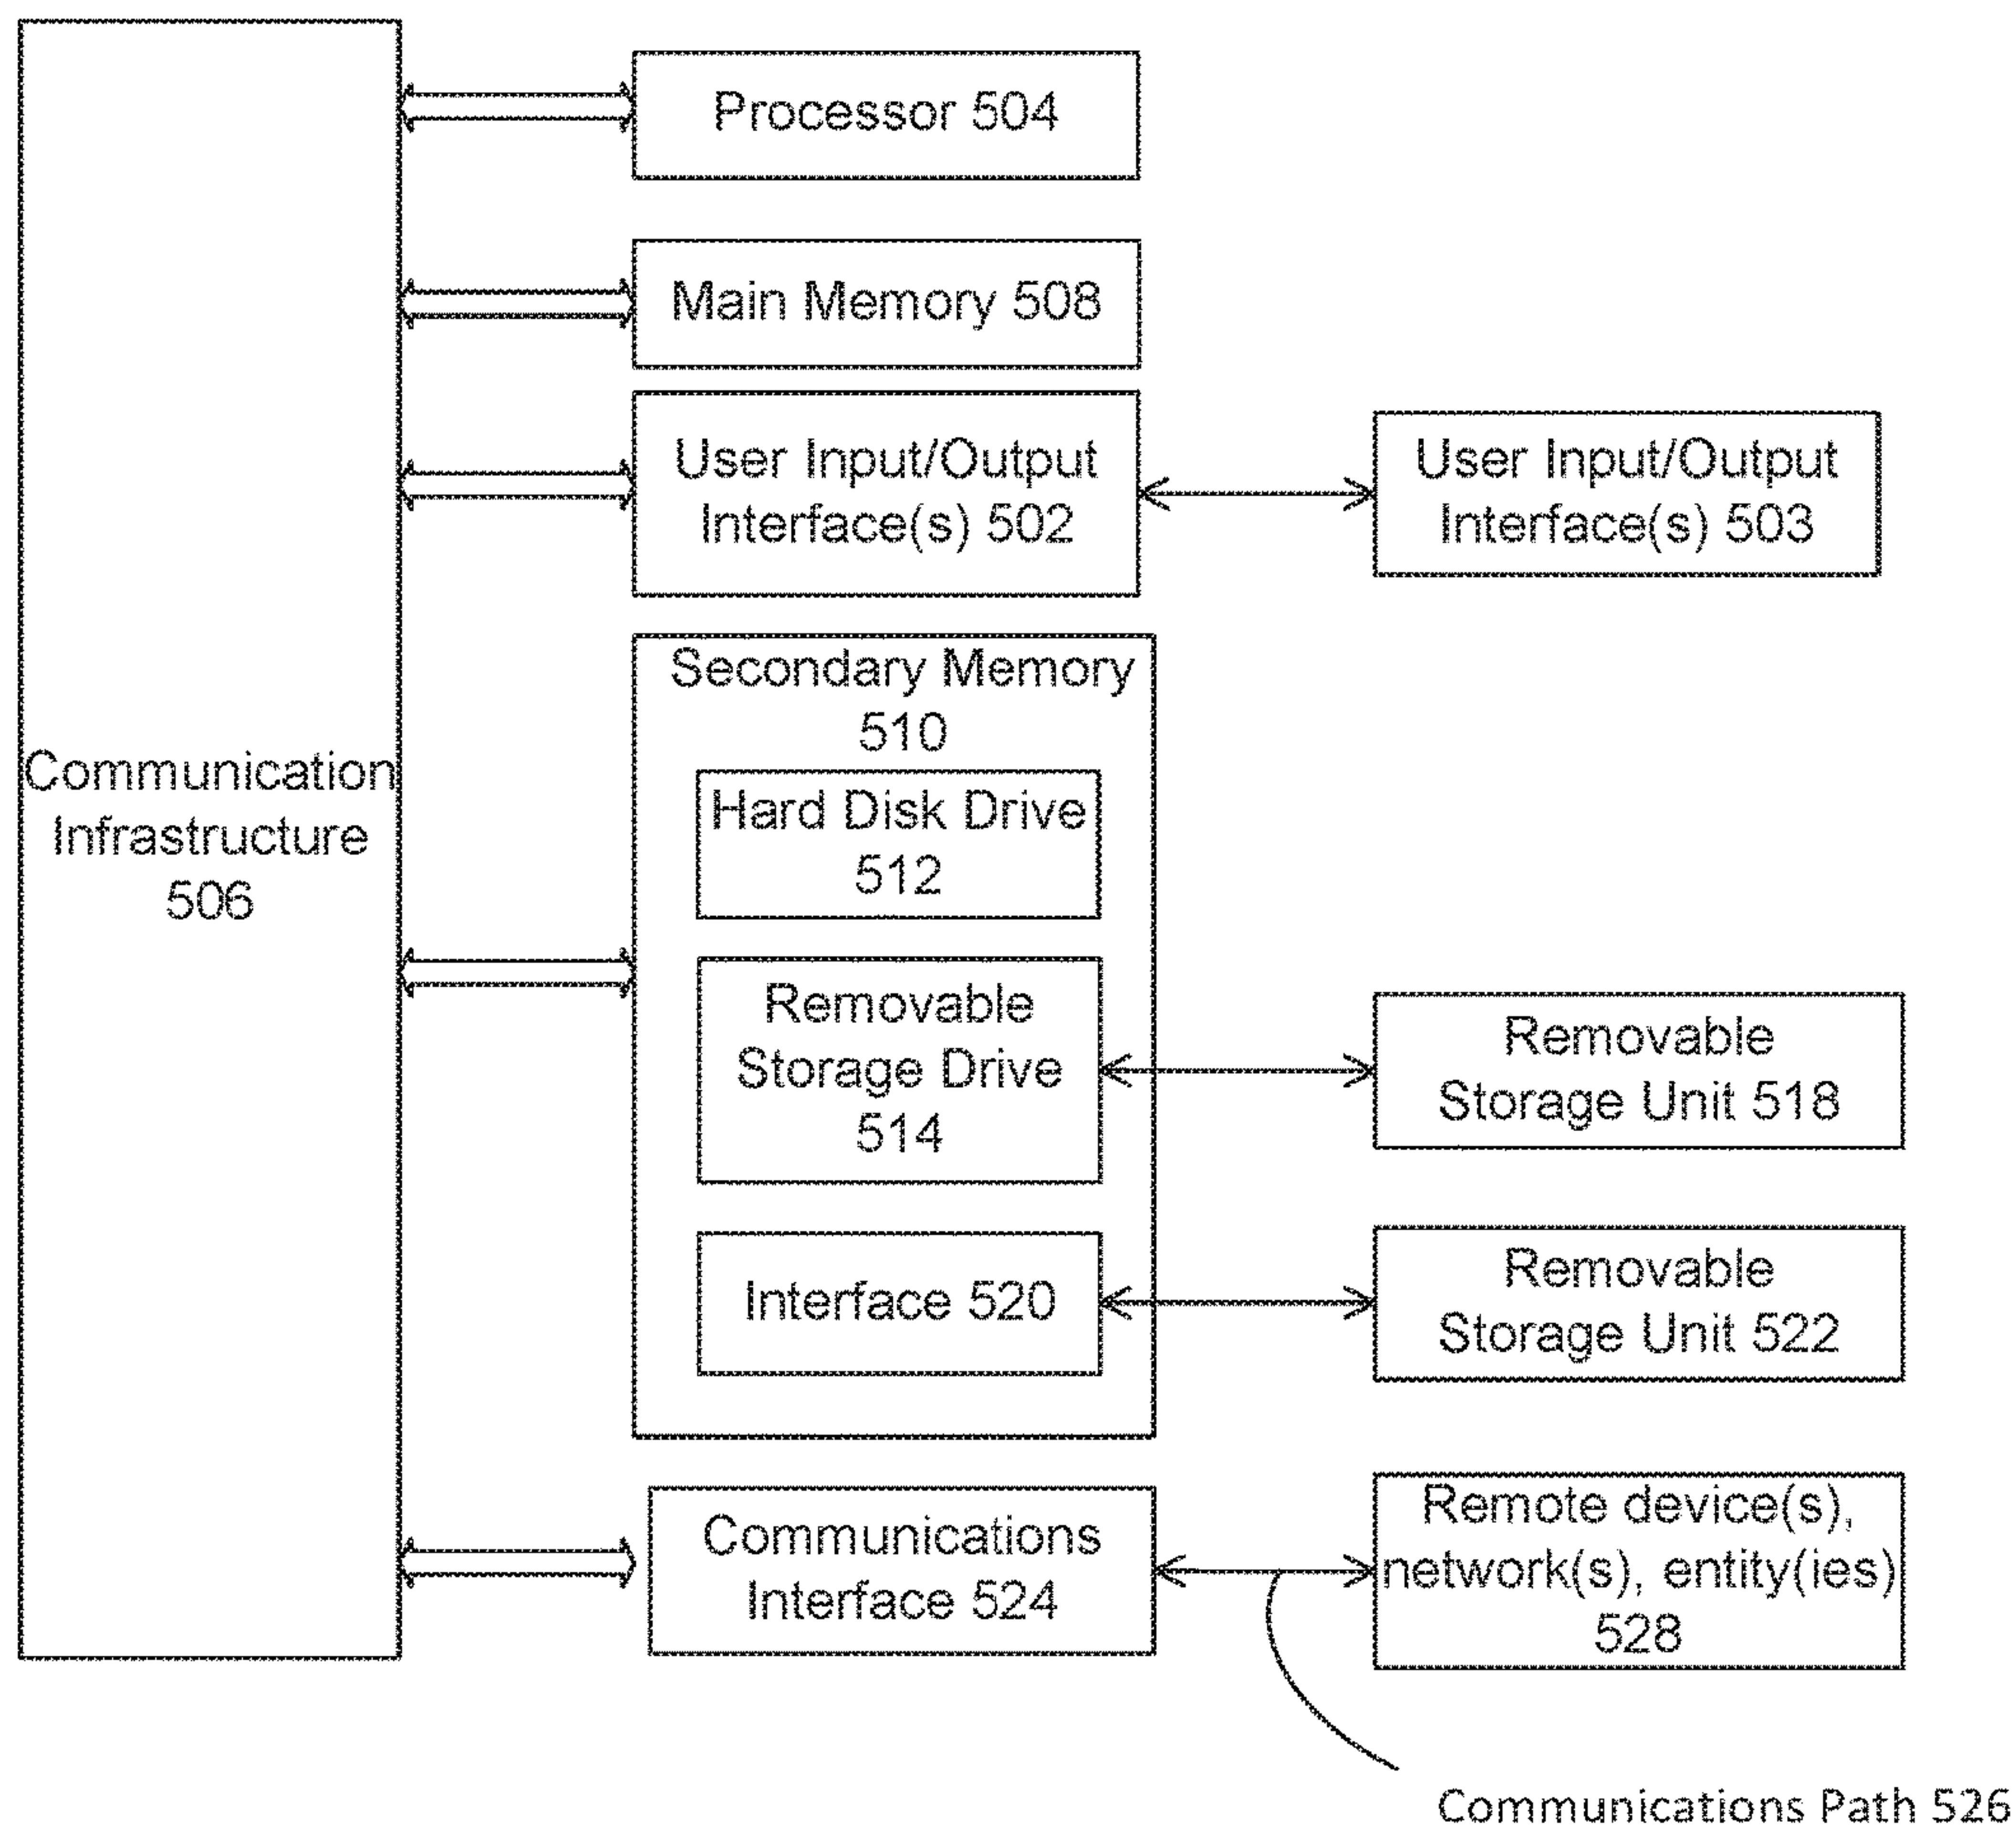 Processor 504
Main Memory 508
User Input/Output
Interface(s) 502
User Input/Output
Interface(s) 503
Secondary Memory
510
Communication
Infrastructure
506
Hard Disk Drive
512
Removable
Storage Drive
514
Removable
Storage Unit 518
Interface 520
Removable
Storage Unit 522
Communications
Interface 524
Remote device(s),
network(s), entity(ies)
528
Communications Path 526